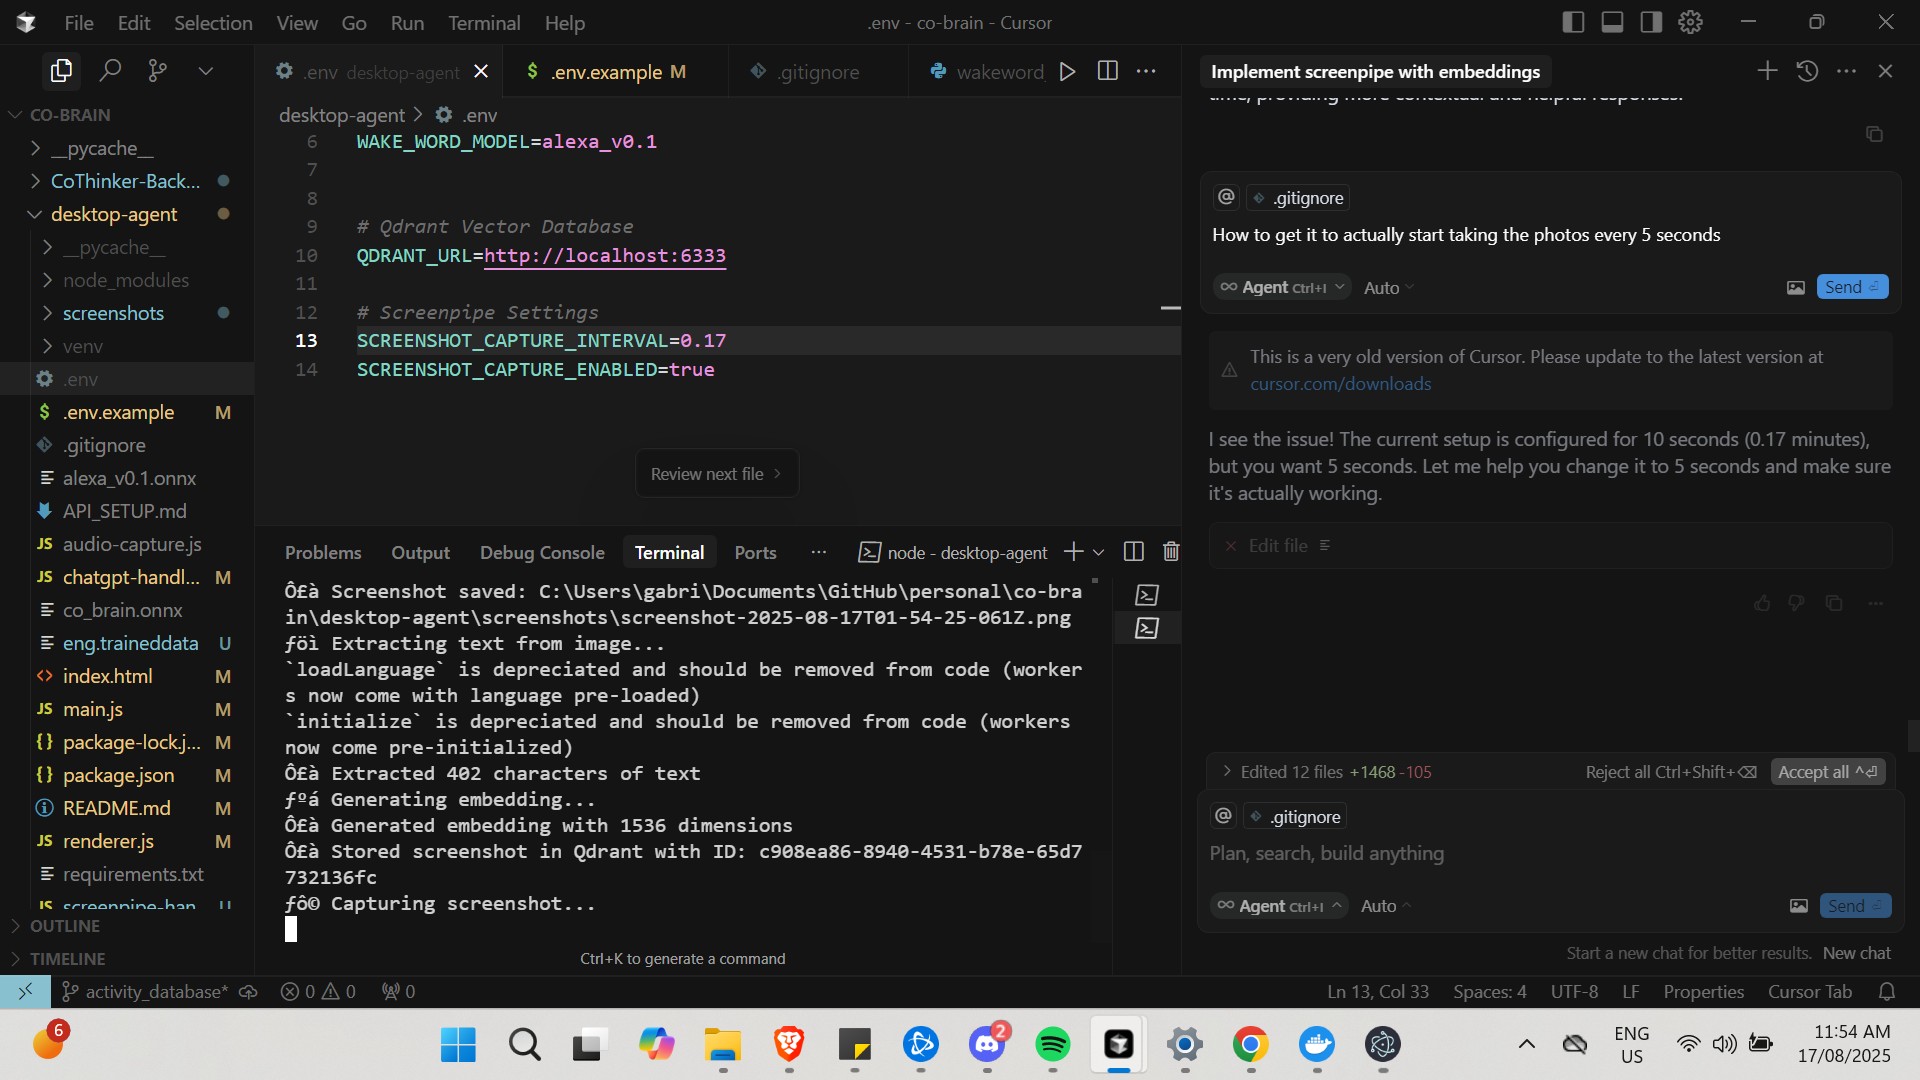 File Edit Selection View Go Run Terminal Help
.env - co-brain - Cursor
.env desktop-agent
$ .env.example M
.gitignore
wakeword
Implement screenpipe with embeddings
CO-BRAIN
__pycache__
CoThinker-Back...
desktop-agent
__pycache__
node_modules
screenshots
venv
.env
$ .env.example M
.gitignore
alexa_v0.1.onnx
API_SETUP.md
JS audio-capture.js
JS chatgpt-handl... M
co_brain.onnx
eng.traineddata U
<> index.html M
JS main.js M
{} package-lock.j... M
{} package.json M
README.md M
JS renderer.js M
requirements.txt
JS screenpipe-han U
OUTLINE
TIMELINE
desktop-agent > .env
6 WAKE_WORD_MODEL=alexa_v0.1
7
8
9 # Qdrant Vector Database
10 QDRANT_URL=http://localhost:6333
11
12 # Screenpipe Settings
13 SCREENSHOT_CAPTURE_INTERVAL=0.17
14 SCREENSHOT_CAPTURE_ENABLED=true
Review next file >
Problems Output Debug Console Terminal Ports ... node - desktop-agent
Ô£à Screenshot saved: C:\Users\gabri\Documents\GitHub\personal\co-bra
in\desktop-agent\screenshots\screenshot-2025-08-17T01-54-25-061Z.png
ƒöì Extracting text from image...
`loadLanguage` is depreciated and should be removed from code (worker
s now come with language pre-loaded)
`initialize` is depreciated and should be removed from code (workers
now come pre-initialized)
Ô£à Extracted 402 characters of text
ƒºá Generating embedding...
Ô£à Generated embedding with 1536 dimensions
Ô£à Stored screenshot in Qdrant with ID: c908ea86-8940-4531-b78e-65d7
732136fc
ƒô© Capturing screenshot...
Ctrl+K to generate a command
time, providing more contextual and helpful responses.
@ .gitignore
How to get it to actually start taking the photos every 5 seconds
∞ Agent Ctrl+I Auto Send
This is a very old version of Cursor. Please update to the latest version at
cursor.com/downloads
I see the issue! The current setup is configured for 10 seconds (0.17 minutes),
but you want 5 seconds. Let me help you change it to 5 seconds and make sure
it's actually working.
Edit file
> Edited 12 files +1468 -105 Reject all Ctrl+Shift+⌫ Accept all ^⏎
@ .gitignore
Plan, search, build anything
∞ Agent Ctrl+I Auto Send
Start a new chat for better results. New chat
activity_database* 0 0 0
Ln 13, Col 33 Spaces: 4 UTF-8 LF Properties Cursor Tab
6
2
ENG
US
11:54 AM
17/08/2025